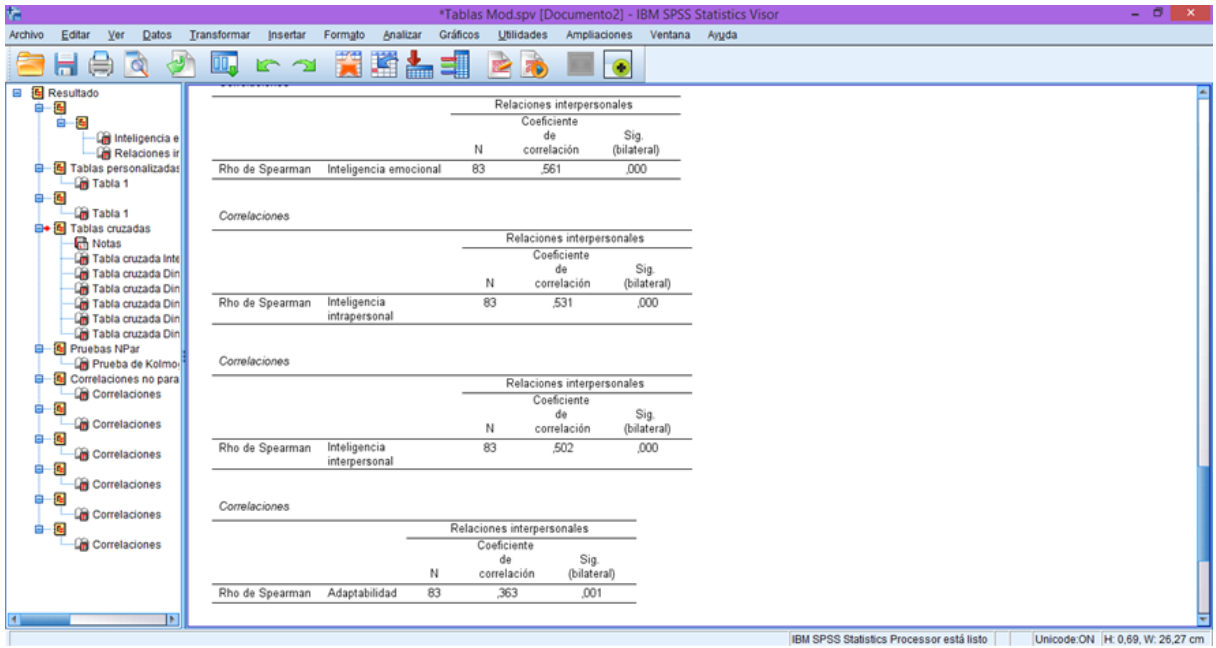 *Tablas Mod.spv [Documento2] - IBM SPSS Statistics Visor
Archivo Editar Ver Datos Transformar Insertar Formato Analizar Gráficos Utilidades Ampliaciones Ventana Ayuda
Resultado
Inteligencia e
Relaciones ir
Tablas personalizadas
Tabla 1
Tabla 1
Tablas cruzadas
Notas
Tabla cruzada Inte
Tabla cruzada Din
Tabla cruzada Din
Tabla cruzada Din
Tabla cruzada Din
Tabla cruzada Din
Pruebas NPar
Prueba de Kolmo
Correlaciones no para
Correlaciones
Correlaciones
Correlaciones
Correlaciones
Correlaciones
Correlaciones
Relaciones interpersonales
Coeficiente
de
N correlación
Sig.
(bilateral)
Rho de Spearman Inteligencia emocional 83 ,561 ,000
Correlaciones
Relaciones interpersonales
Coeficiente
de
N correlación
Sig.
(bilateral)
Rho de Spearman Inteligencia 83 ,531 ,000
intrapersonal
Correlaciones
Relaciones interpersonales
Coeficiente
de
N correlación
Sig.
(bilateral)
Rho de Spearman Inteligencia 83 ,502 ,000
interpersonal
Correlaciones
Relaciones interpersonales
Coeficiente
de
N correlación
Sig.
(bilateral)
Rho de Spearman Adaptabilidad 83 ,363 ,001
IBM SPSS Statistics Processor está listo Unicode:ON H: 0,69, W: 26,27 cm